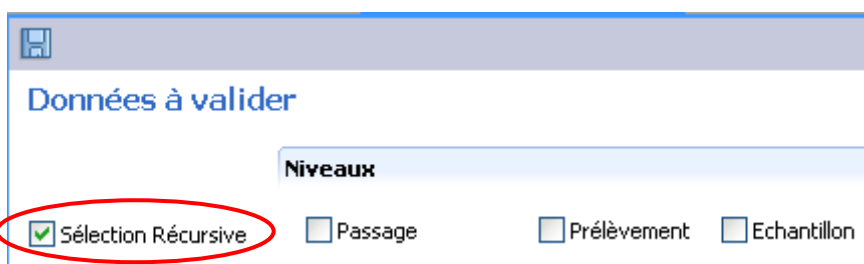 Données à valider
Niveaux
Sélection Récursive Passage Prélèvement Echantillon